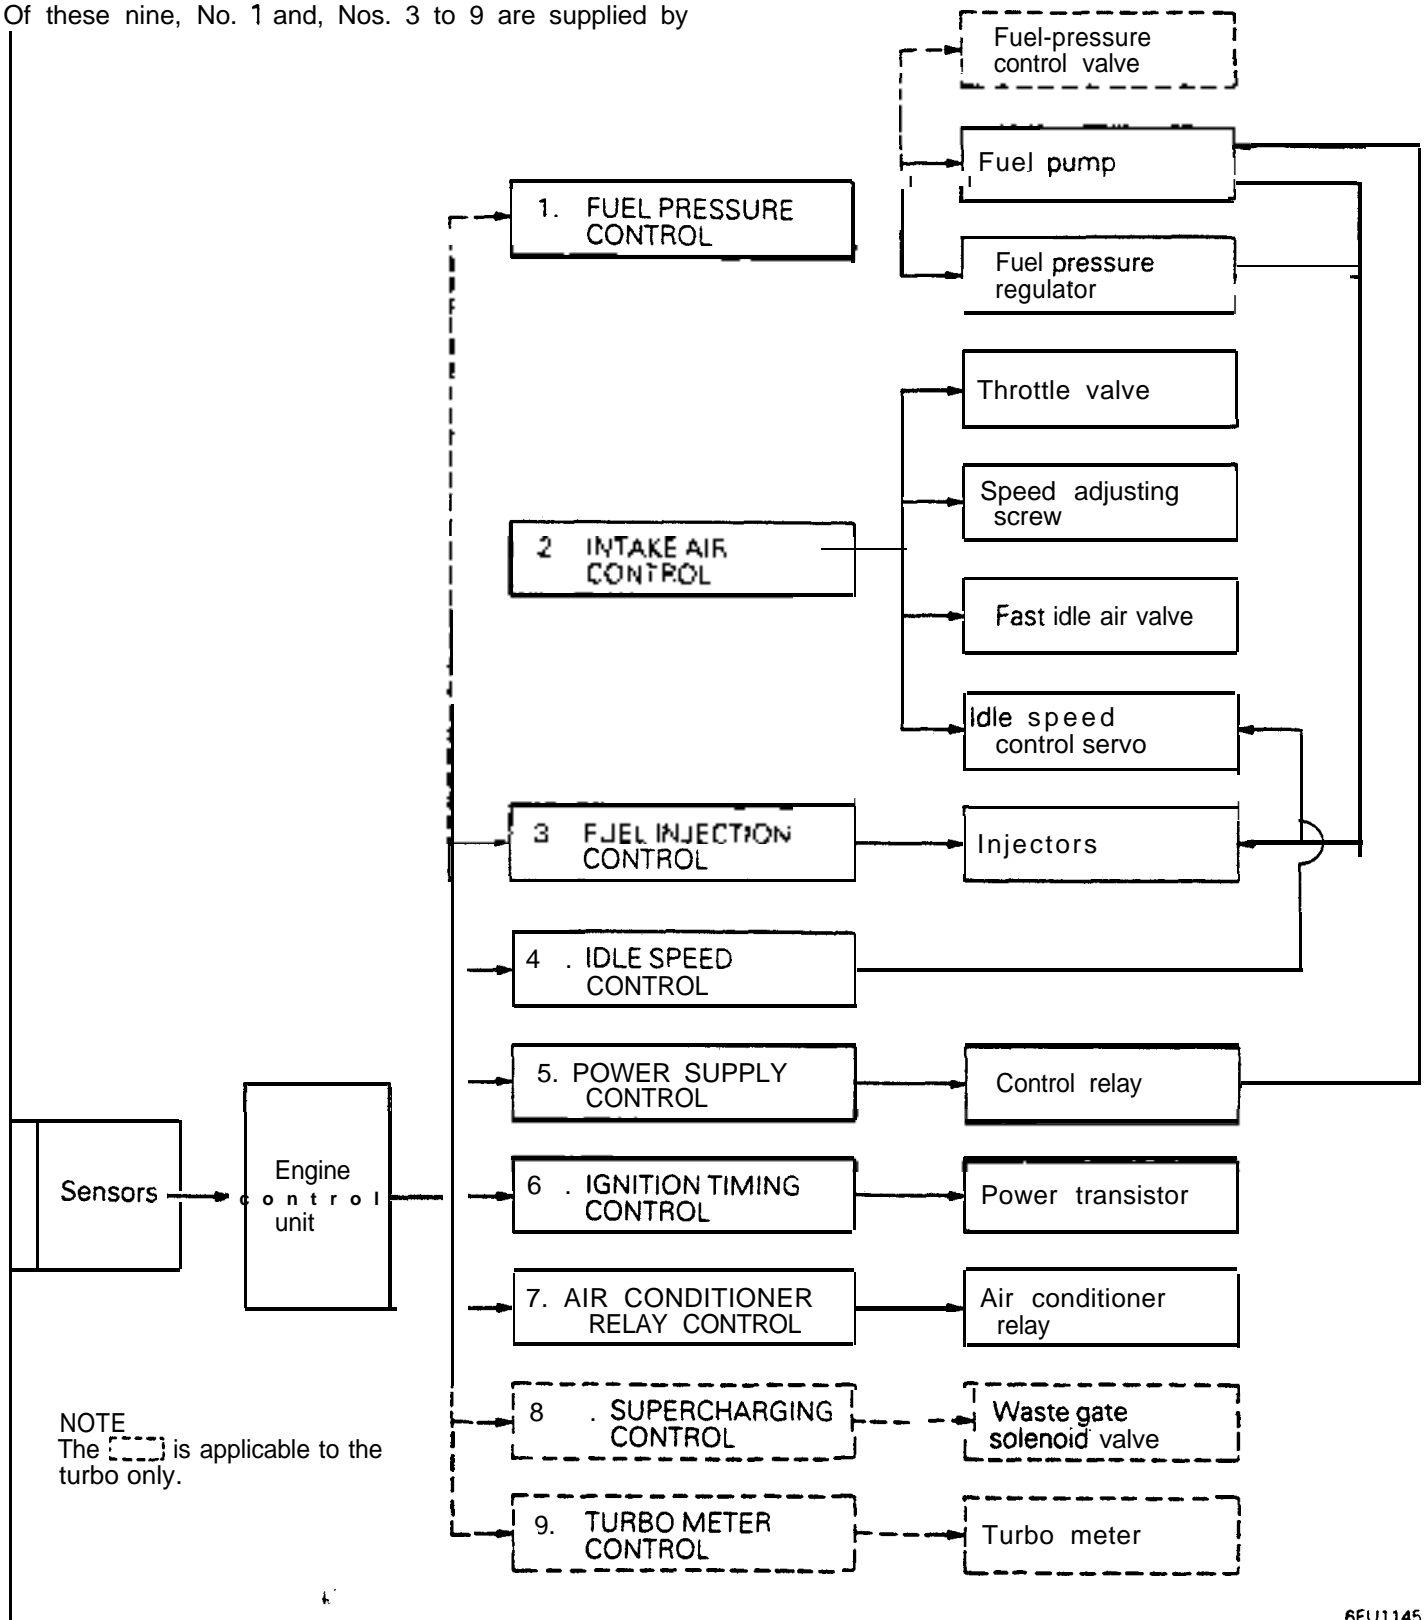 Of these nine, No. 1 and, Nos. 3 to 9 are supplied by
Fuel-pressure
control valve
Fuel pump
1. FUEL PRESSURE
CONTROL
Fuel pressure
regulator
Throttle valve
Speed adjusting
screw
2 INTAKE AIR
CONTROL
Fast idle air valve
Idle speed
control servo
3 FUEL INJECTION
CONTROL
Injectors
4 . IDLE SPEED
CONTROL
5. POWER SUPPLY
CONTROL
Control relay
Sensors
Engine
control
unit
6 . IGNITION TIMING
CONTROL
Power transistor
7. AIR CONDITIONER
RELAY CONTROL
Air conditioner
relay
8 . SUPERCHARGING
CONTROL
Waste gate
solenoid valve
NOTE
The is applicable to the
turbo only.
9. TURBO METER
CONTROL
Turbo meter